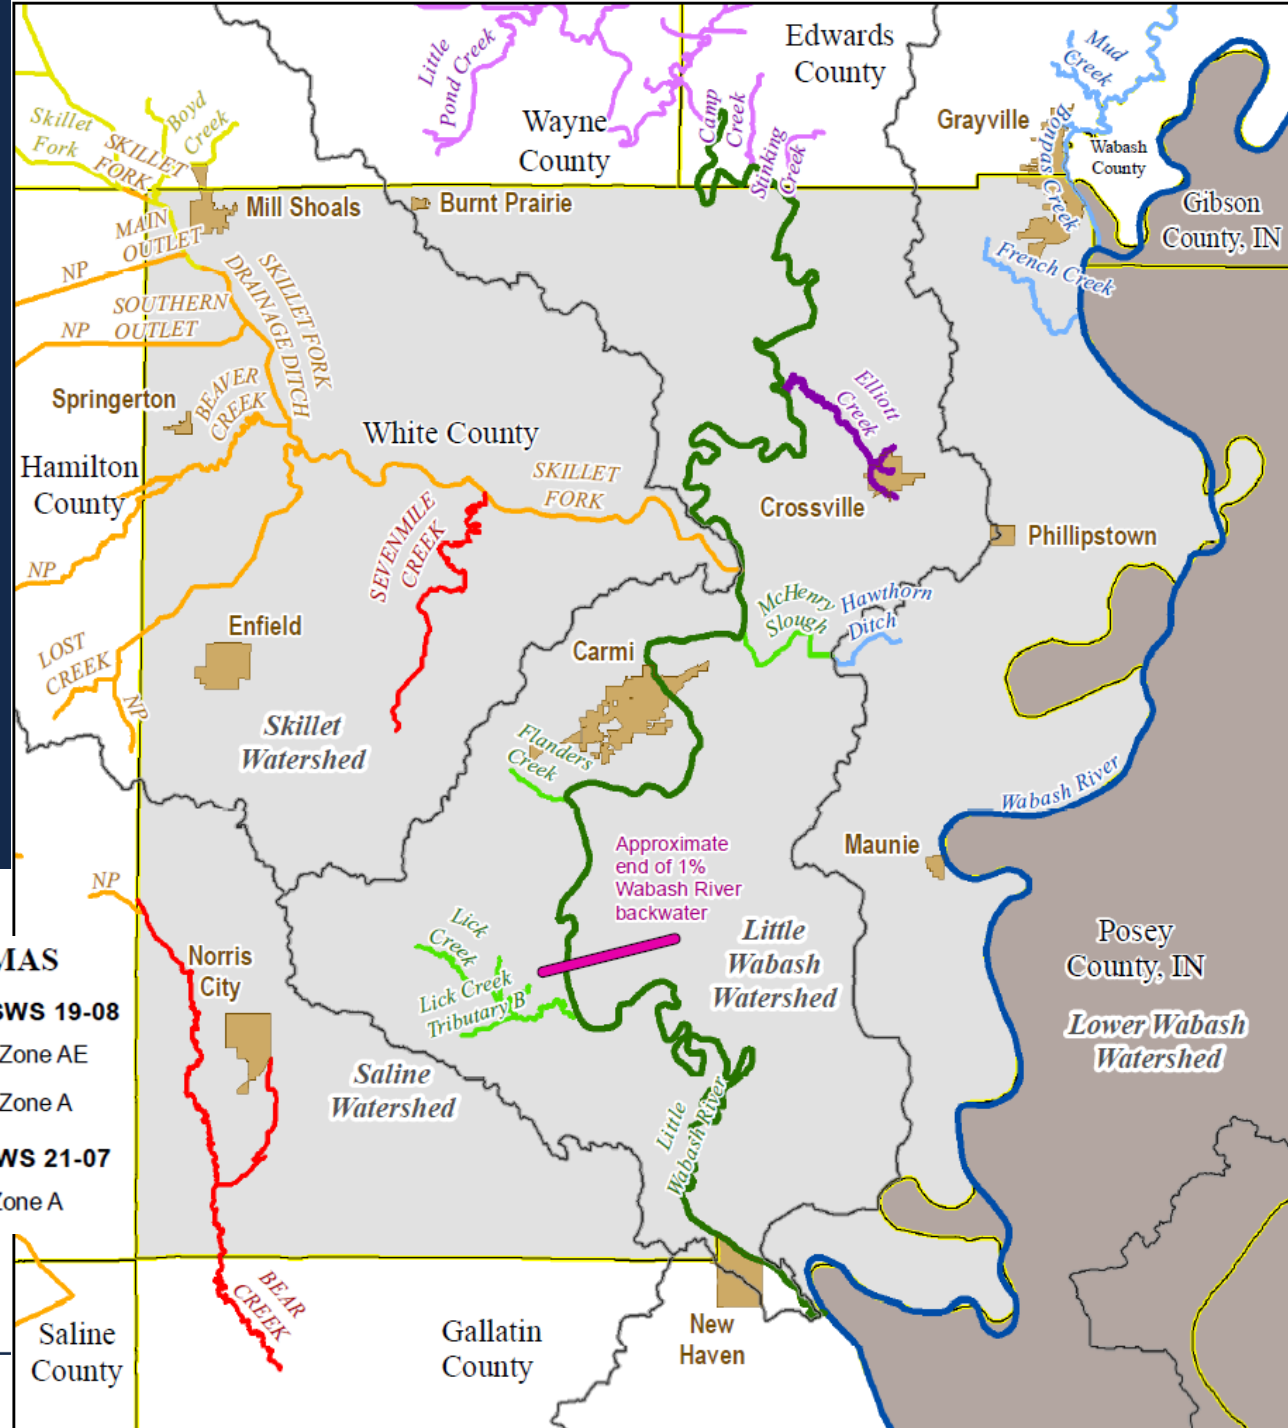 Edwards
County
Mud
Creek
Little
Pond Creek
Camp
Creek
Boyd
Creek
Skillet
Fork
SKILLET
FORK
Wayne
County
Stinking
Creek
Grayville
Bonpas Creek
Wabash
County
Gibson
County, IN
Mill Shoals
Burnt Prairie
MAIN
OUTLET
NP
SKILLET FORK
DRAINAGE DITCH
French Creek
SOUTHERN
OUTLET
NP
Springerton
BEAVER
CREEK
Elliott
Creek
White County
Hamilton
County
SKILLET
FORK
Crossville
SEVENMILE
CREEK
Phillipstown
NP
McHenry
Slough
Hawthorn
Ditch
Enfield
LOST
CREEK
NP
Carmi
Skillet
Watershed
Flanders
Creek
Wabash River
Maunie
Approximate
end of 1%
Wabash River
backwater
NP
Lick
Creek
Little
Wabash
Watershed
Posey
County, IN
Norris
City
Lick Creek
Tributary B
Lower Wabash
Watershed
MAS
SWS 19-08
Zone AE
Zone A
WS 21-07
Zone A
Saline
Watershed
Little
Wabash River
BEAR
CREEK
Saline
County
Gallatin
County
New
Haven